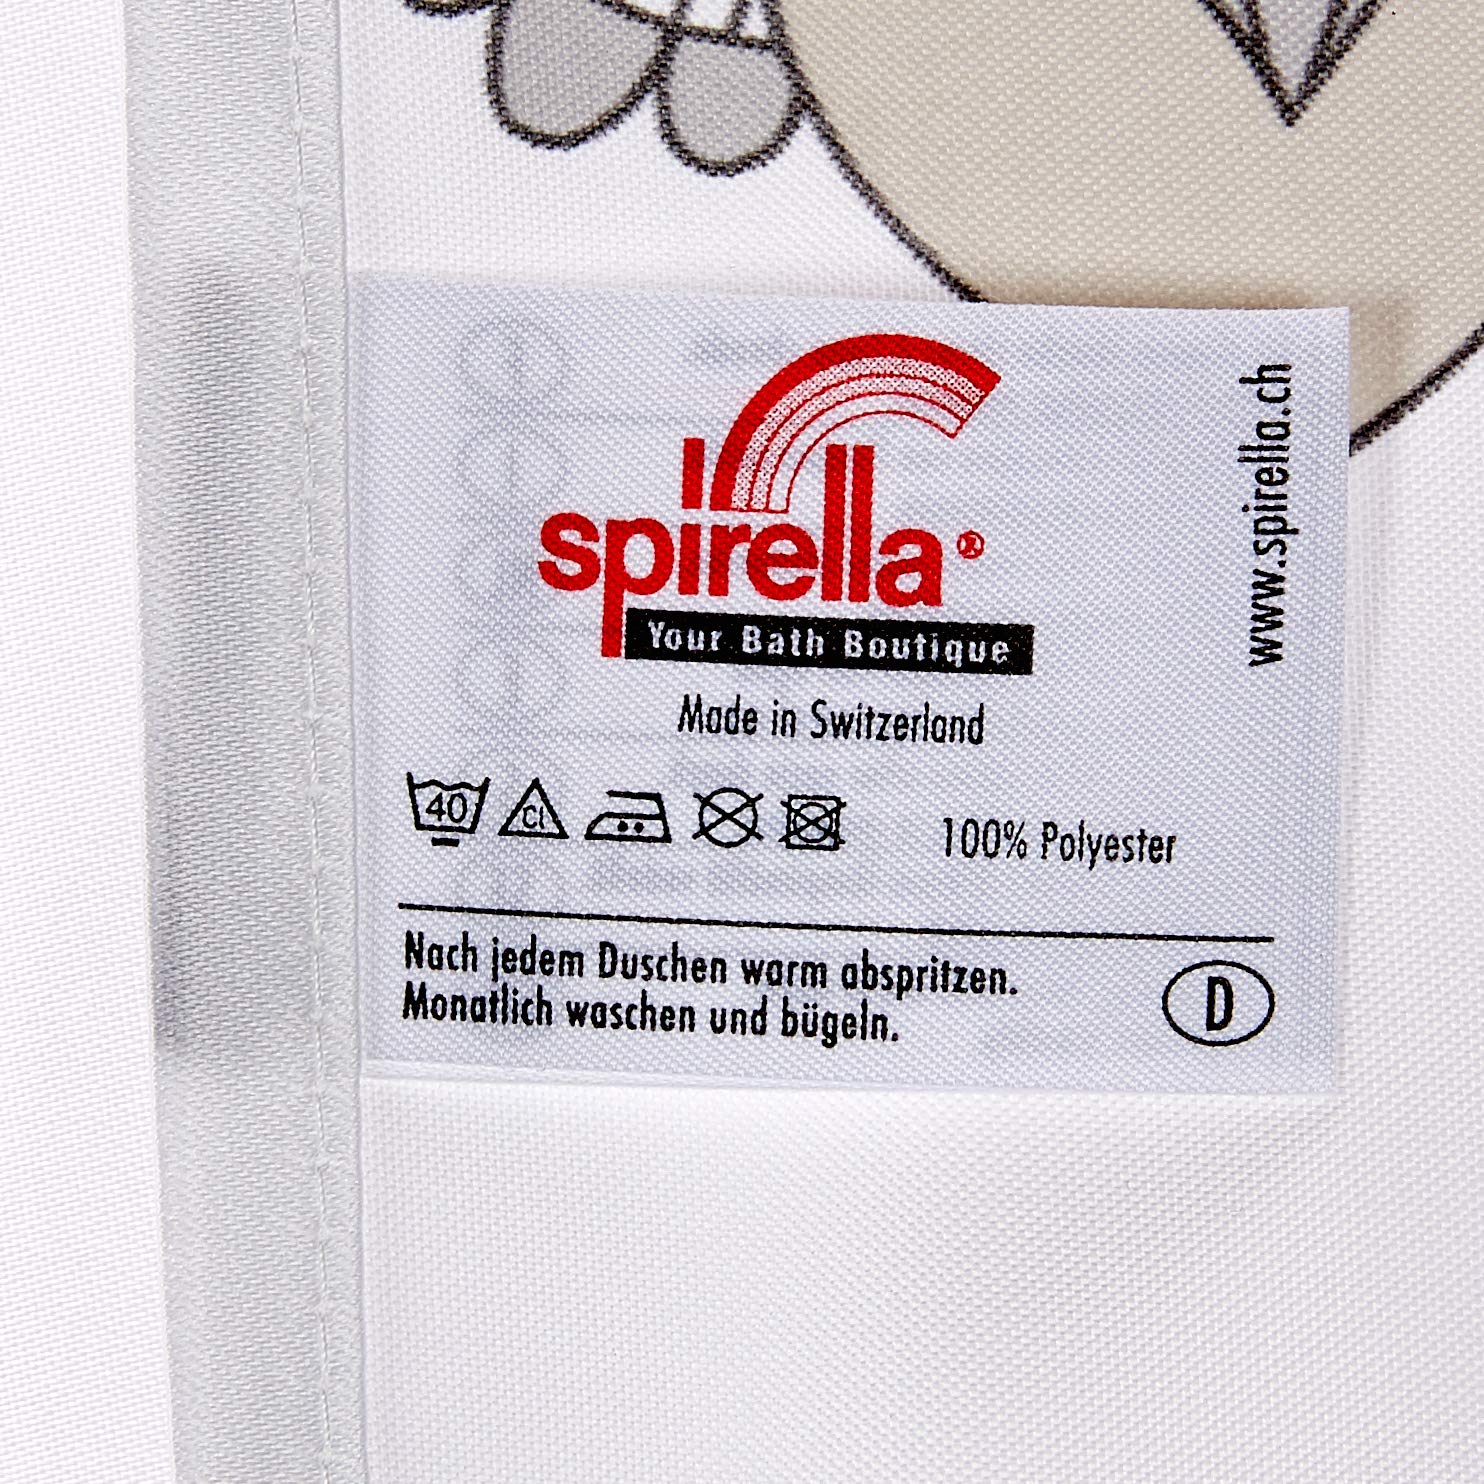 spirella®
Your Bath Boutique
Made in Switzerland
www.spirella.ch
40 Cl
100% Polyester
Nach jedem Duschen warm abspritzen.
Monatlich waschen und bügeln.
D